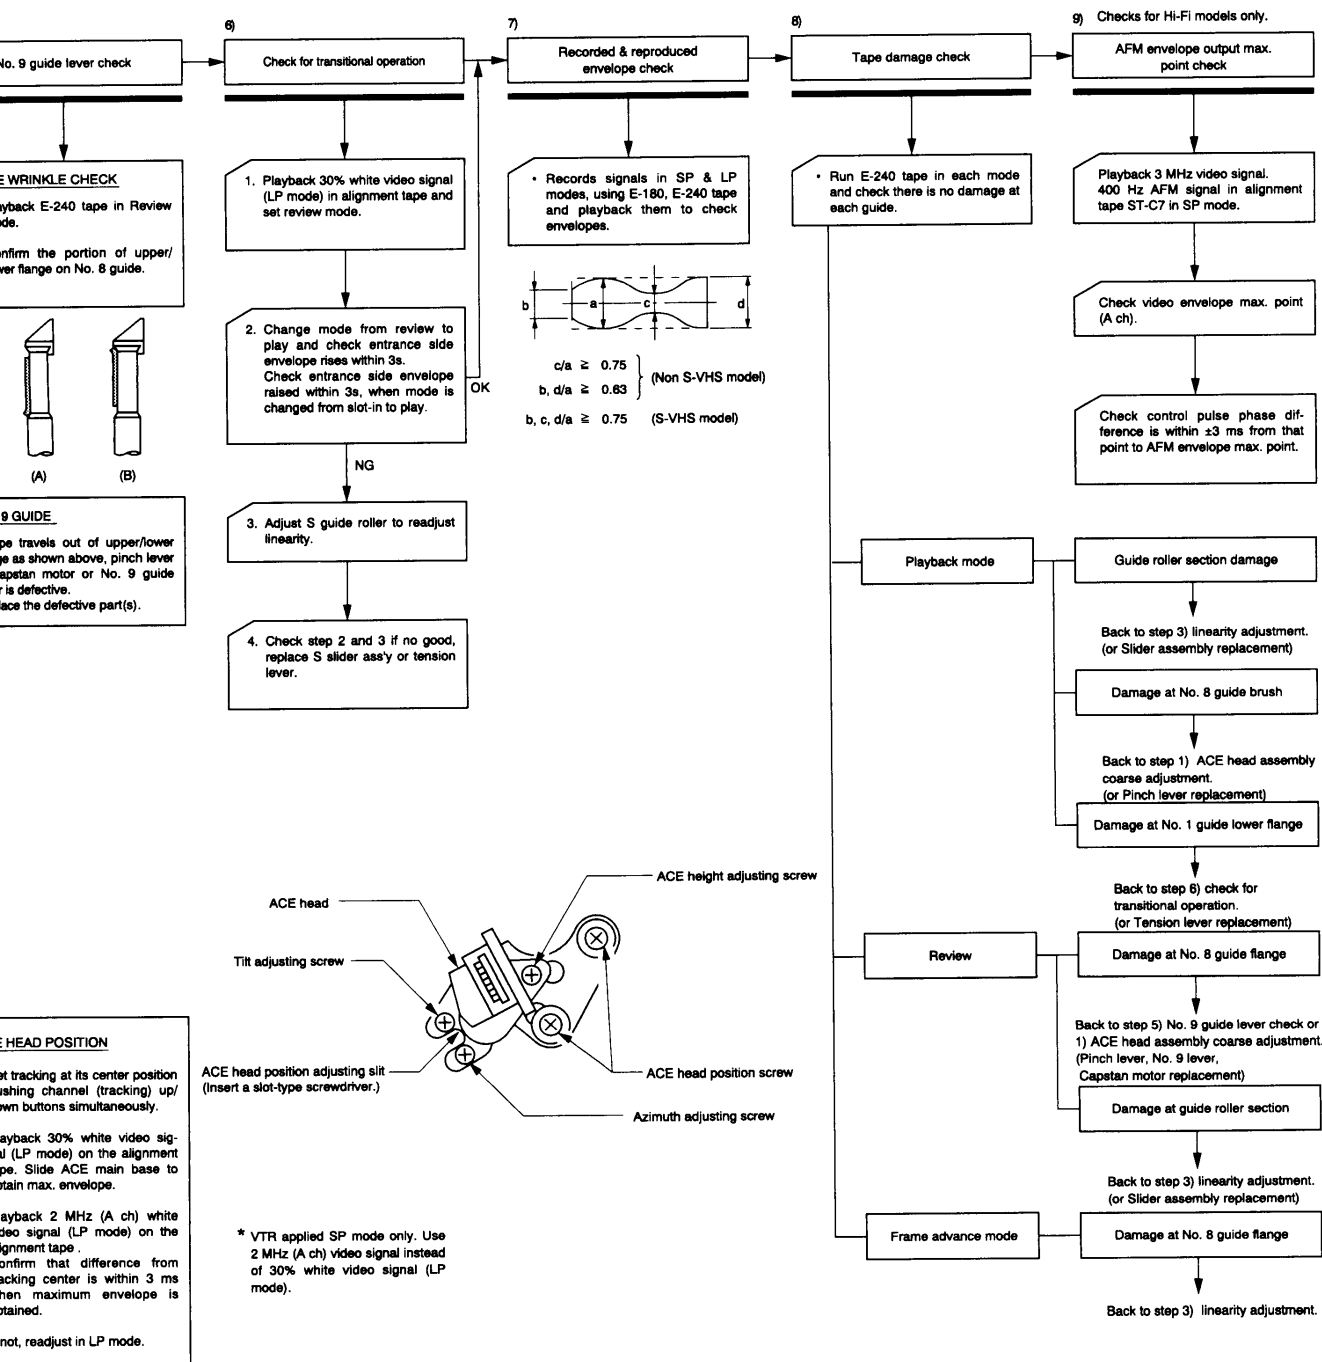 No. 9 guide lever check
E WRINKLE CHECK
yback E-240 tape in Review
de.
nfirm the portion of upper/
ver flange on No. 8 guide.
(A)
(B)
9 GUIDE
pe travels out of upper/lower
ge as shown above, pinch lever
apstan motor or No. 9 guide
r is defective.
lace the defective part(s).
E HEAD POSITION
et tracking at its center position
ushing channel (tracking) up/
own buttons simultaneously.
ayback 30% white video sig-
al (LP mode) on the alignment
pe. Slide ACE main base to
btain max. envelope.
ayback 2 MHz (A ch) white
deo signal (LP mode) on the
ignment tape .
onfirm that difference from
acking center is within 3 ms
hen maximum envelope is
btained.
not, readjust in LP mode.
6)
Check for transitional operation
1. Playback 30% white video signal
(LP mode) in alignment tape and
set review mode.
2. Change mode from review to
play and check entrance side
envelope rises within 3s.
Check entrance side envelope
raised within 3s, when mode is
changed from slot-in to play.
OK
NG
3. Adjust S guide roller to readjust
linearity.
4. Check step 2 and 3 if no good,
replace S slider ass'y or tension
lever.
7)
Recorded & reproduced
envelope check
• Records signals in SP & LP
modes, using E-180, E-240 tape
and playback them to check
envelopes.
b
a
c
d
c/a ≧ 0.75
b, d/a ≧ 0.63
(Non S-VHS model)
b, c, d/a ≧ 0.75 (S-VHS model)
8)
Tape damage check
• Run E-240 tape in each mode
and check there is no damage at
each guide.
9) Checks for Hi-Fi models only.
AFM envelope output max.
point check
Playback 3 MHz video signal.
400 Hz AFM signal in alignment
tape ST-C7 in SP mode.
Check video envelope max. point
(A ch).
Check control pulse phase dif-
ference is within ±3 ms from that
point to AFM envelope max. point.
Playback mode
Guide roller section damage
Back to step 3) linearity adjustment.
(or Slider assembly replacement)
Damage at No. 8 guide brush
Back to step 1) ACE head assembly
coarse adjustment.
(or Pinch lever replacement)
Damage at No. 1 guide lower flange
Back to step 6) check for
transitional operation.
(or Tension lever replacement)
Review
Damage at No. 8 guide flange
Back to step 5) No. 9 guide lever check or
1) ACE head assembly coarse adjustment.
(Pinch lever, No. 9 lever,
Capstan motor replacement)
Damage at guide roller section
Back to step 3) linearity adjustment.
(or Slider assembly replacement)
Frame advance mode
Damage at No. 8 guide flange
Back to step 3) linearity adjustment.
ACE height adjusting screw
ACE head
Tilt adjusting screw
ACE head position adjusting slit
(Insert a slot-type screwdriver.)
ACE head position screw
Azimuth adjusting screw
* VTR applied SP mode only. Use
2 MHz (A ch) video signal instead
of 30% white video signal (LP
mode).